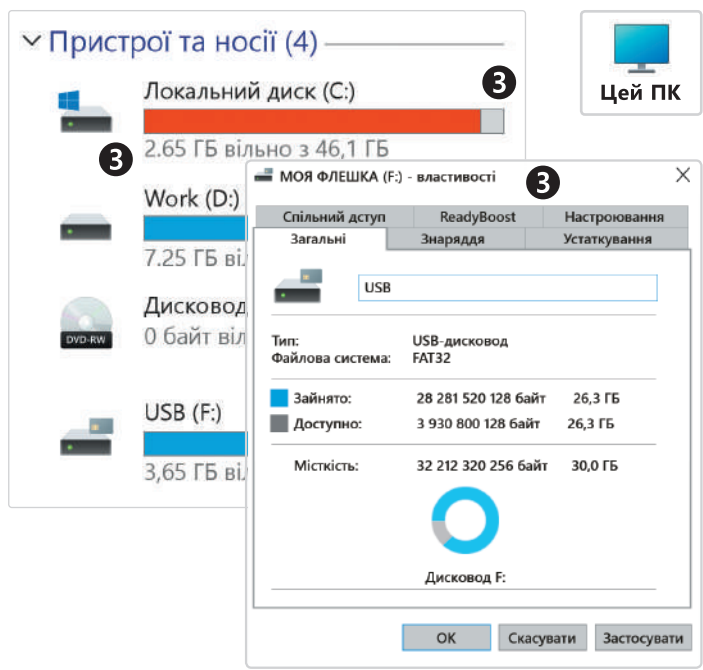 Пристрої та носії (4)
Цей ПК
Локальний диск (C:)
3
2.65 ГБ вільно з 46,1 ГБ
3
Work (D:)
7.25 ГБ ві
DVD-RW
Дисковод
0 байт віл
USB (F:)
3,65 ГБ ві
МОЯ ФЛЕШКА (F:) - властивості
3
Спільний дступ ReadyBoost Настроювання
Загальні Знаряддя Устаткування
USB
Тип: USB-дисковод
Файлова система: FAT32
Зайнято: 28 281 520 128 байт 26,3 ГБ
Доступно: 3 930 800 128 байт 26,3 ГБ
Місткість: 32 212 320 256 байт 30,0 ГБ
Дисковод F:
OK Скасувати Застосувати